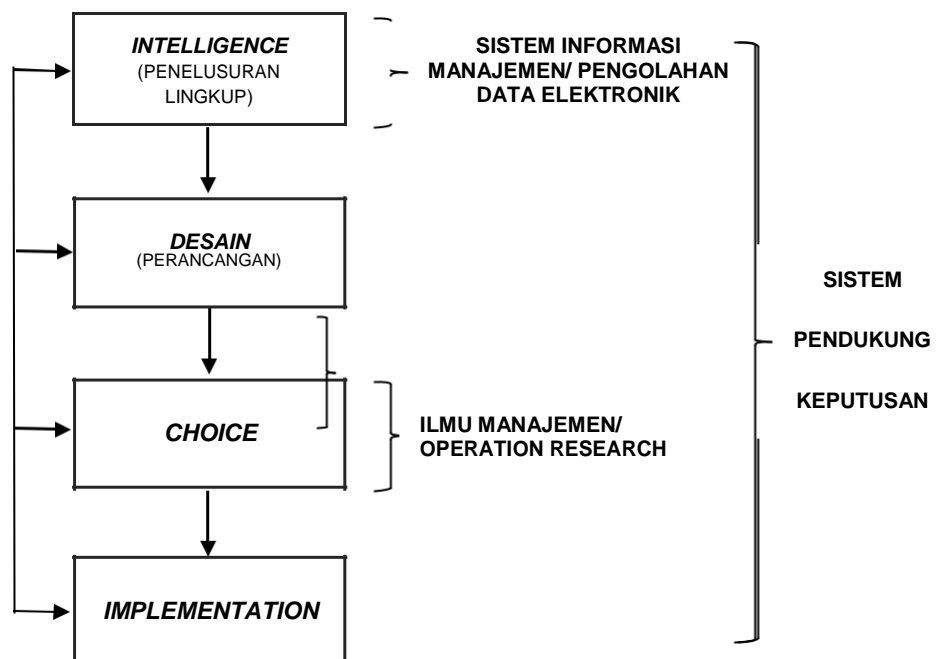 INTELLIGENCE
(PENELUSURAN
LINGKUP)
SISTEM INFORMASI
MANAJEMEN/ PENGOLAHAN
DATA ELEKTRONIK
DESAIN
(PERANCANGAN)
SISTEM
PENDUKUNG
KEPUTUSAN
CHOICE
ILMU MANAJEMEN/
OPERATION RESEARCH
IMPLEMENTATION